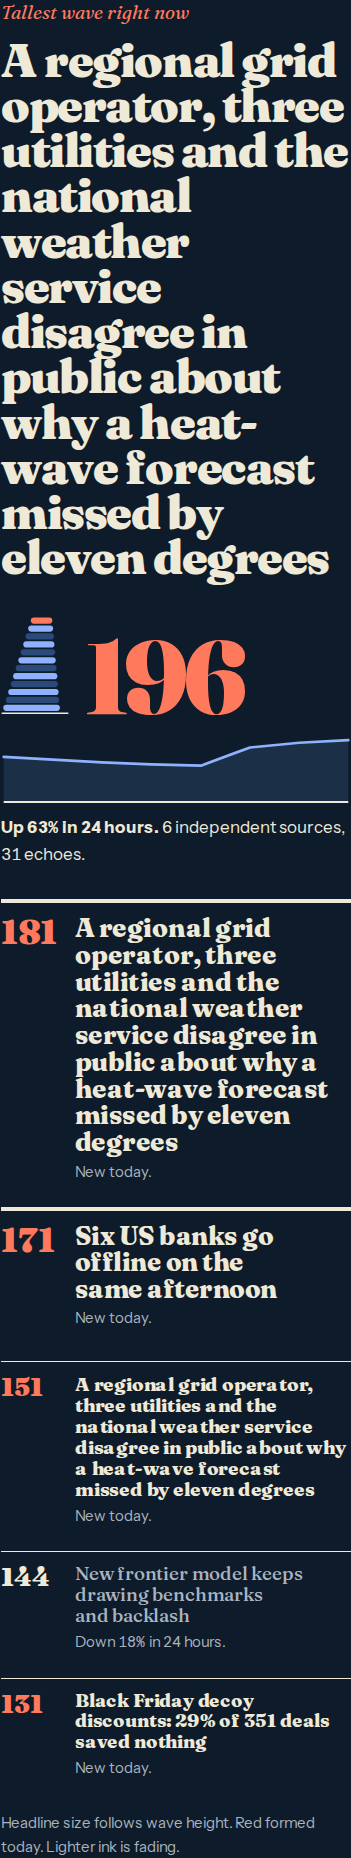 Tallest wave right now
A regional grid
operator, three
utilities and the
national
weather
service
disagree in
public about
why a heat-
wave forecast
missed by
eleven degrees
196
Up 63% in 24 hours. 6 independent sources,
31 echoes.
181
A regional grid
operator, three
utilities and the
national weather
service disagree in
public about why a
heat-wave forecast
missed by eleven
degrees
New today.
171
Six US banks go
offline on the
same afternoon
New today.
151
A regional grid operator,
three utilities and the
national weather service
disagree in public about why
a heat-wave forecast
missed by eleven degrees
New today.
144
New frontier model keeps
drawing benchmarks
and backlash
Down 18% in 24 hours.
131
Black Friday decoy
discounts: 29% of 351 deals
saved nothing
New today.
Headline size follows wave height. Red formed
today. Lighter ink is fading.